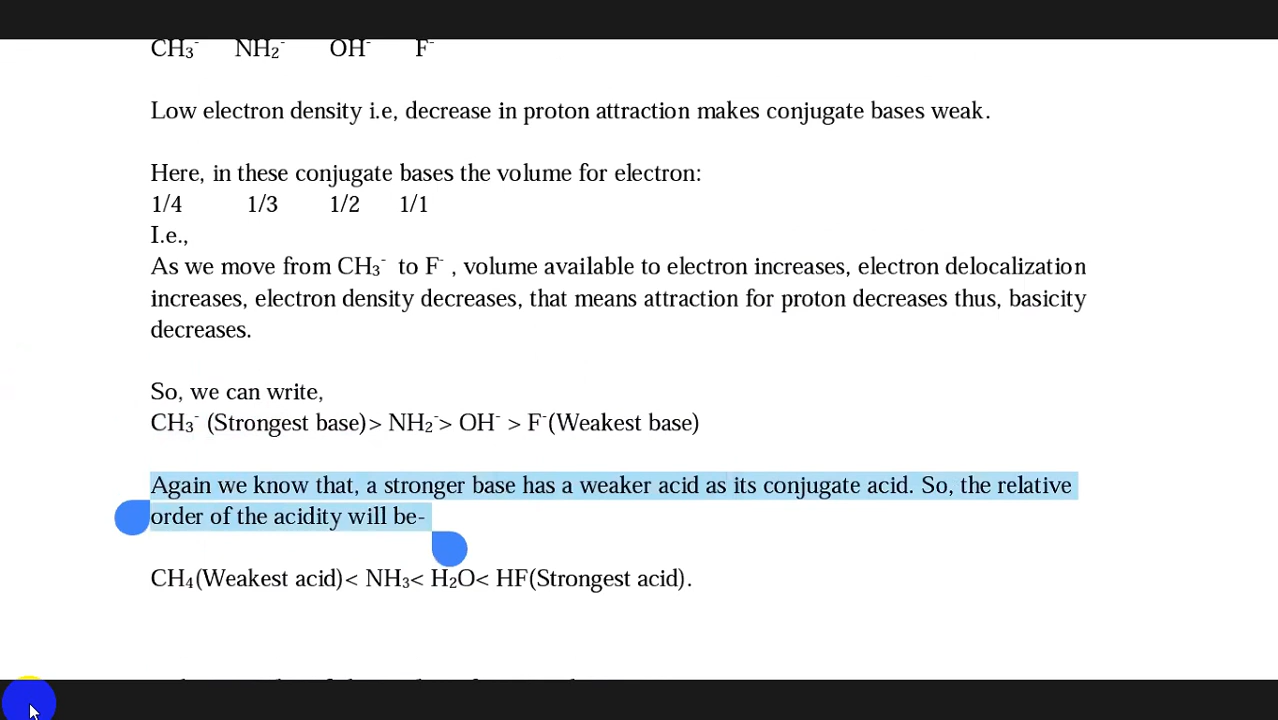 CH₃⁻ NH₂⁻ OH⁻ F⁻
Low electron density i.e, decrease in proton attraction makes conjugate bases weak.
Here, in these conjugate bases the volume for electron:
1/4 1/3 1/2 1/1
I.e.,
As we move from CH₃⁻ to F⁻ , volume available to electron increases, electron delocalization
increases, electron density decreases, that means attraction for proton decreases thus, basicity
decreases.
So, we can write,
CH₃⁻ (Strongest base)> NH₂⁻> OH⁻ > F⁻(Weakest base)
Again we know that, a stronger base has a weaker acid as its conjugate acid. So, the relative
order of the acidity will be-
CH₄(Weakest acid)< NH₃< H₂O< HF(Strongest acid).